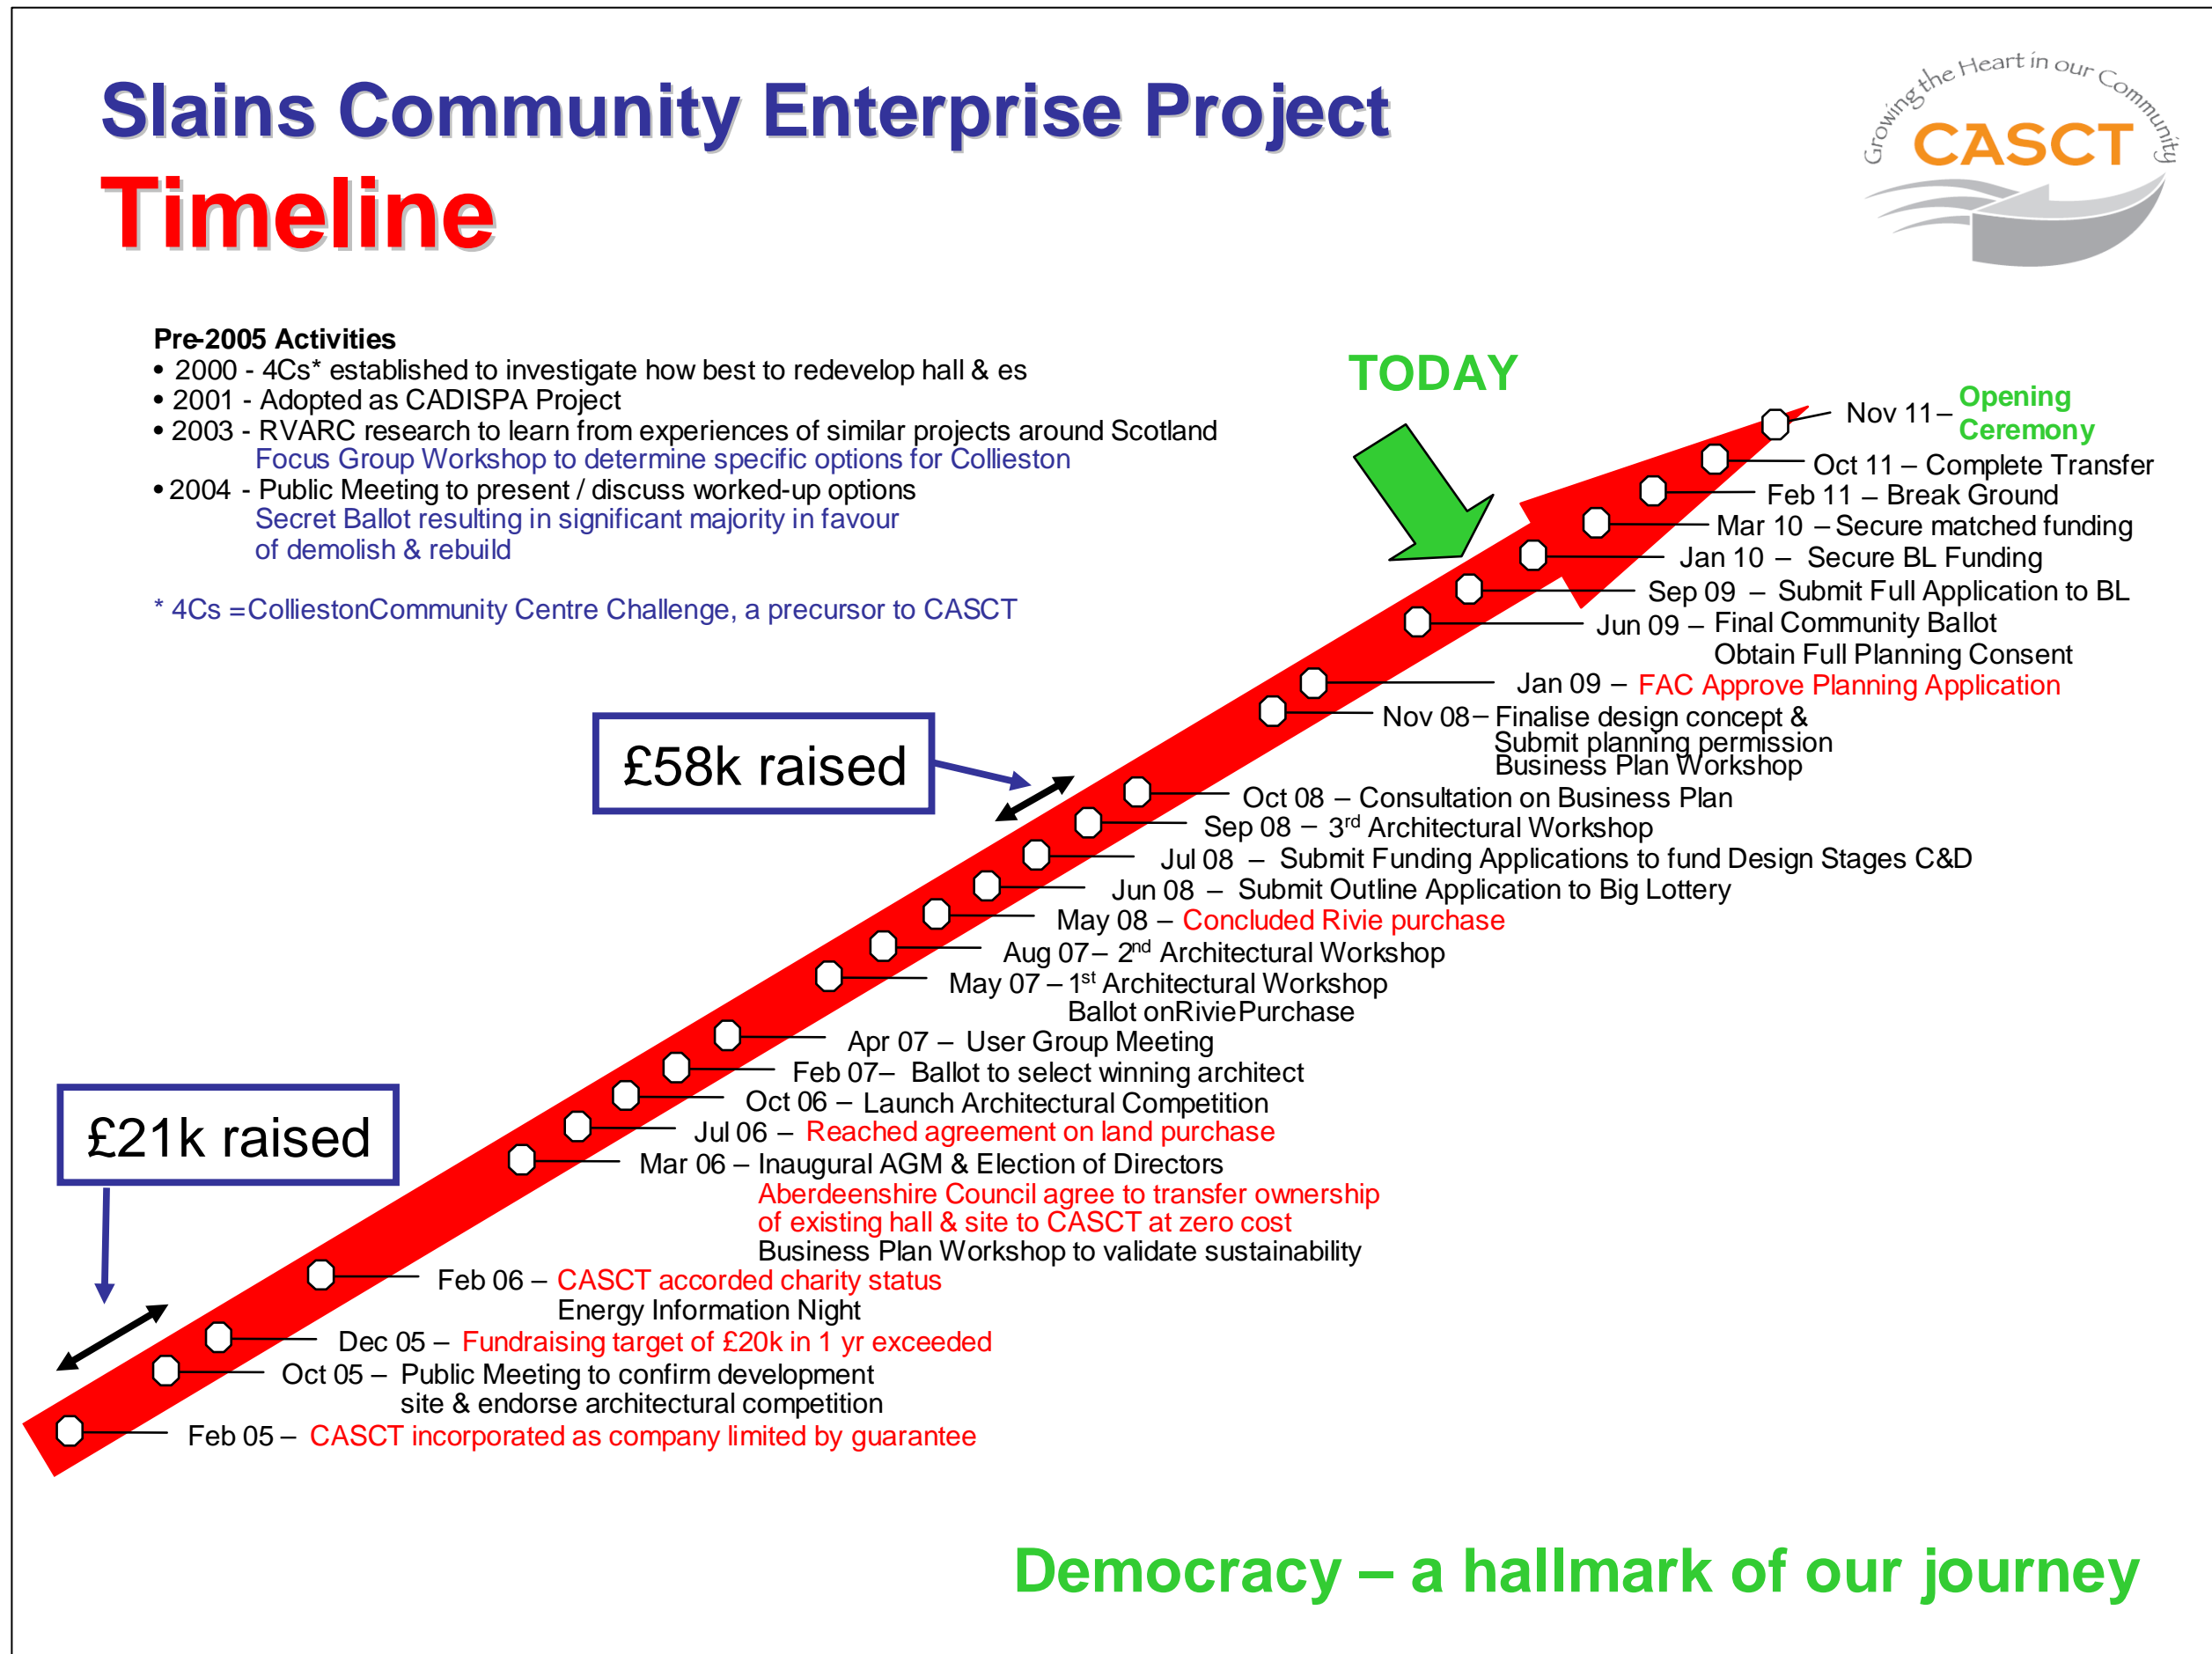 Slains Community Enterprise Project
Timeline
Growing the Heart in our Community
CASCT
Pre-2005 Activities
• 2000 - 4Cs* established to investigate how best to redevelop hall & es
• 2001 - Adopted as CADISPA Project
• 2003 - RVARC research to learn from experiences of similar projects around Scotland
Focus Group Workshop to determine specific options for Collieston
• 2004 - Public Meeting to present / discuss worked-up options
Secret Ballot resulting in significant majority in favour
of demolish & rebuild
* 4Cs = ColliestonCommunity Centre Challenge, a precursor to CASCT
TODAY
Nov 11 – Opening
Ceremony
Oct 11 – Complete Transfer
Feb 11 – Break Ground
Mar 10 – Secure matched funding
Jan 10 – Secure BL Funding
Sep 09 – Submit Full Application to BL
Jun 09 – Final Community Ballot
Obtain Full Planning Consent
Jan 09 – FAC Approve Planning Application
Nov 08 – Finalise design concept &
Submit planning permission
Business Plan Workshop
£58k raised
Oct 08 – Consultation on Business Plan
Sep 08 – 3rd Architectural Workshop
Jul 08 – Submit Funding Applications to fund Design Stages C&D
Jun 08 – Submit Outline Application to Big Lottery
May 08 – Concluded Rivie purchase
Aug 07 – 2nd Architectural Workshop
May 07 – 1st Architectural Workshop
Ballot onRiviePurchase
Apr 07 – User Group Meeting
Feb 07– Ballot to select winning architect
Oct 06 – Launch Architectural Competition
Jul 06 – Reached agreement on land purchase
Mar 06 – Inaugural AGM & Election of Directors
Aberdeenshire Council agree to transfer ownership
of existing hall & site to CASCT at zero cost
Business Plan Workshop to validate sustainability
£21k raised
Feb 06 – CASCT accorded charity status
Energy Information Night
Dec 05 – Fundraising target of £20k in 1 yr exceeded
Oct 05 – Public Meeting to confirm development
site & endorse architectural competition
Feb 05 – CASCT incorporated as company limited by guarantee
Democracy – a hallmark of our journey